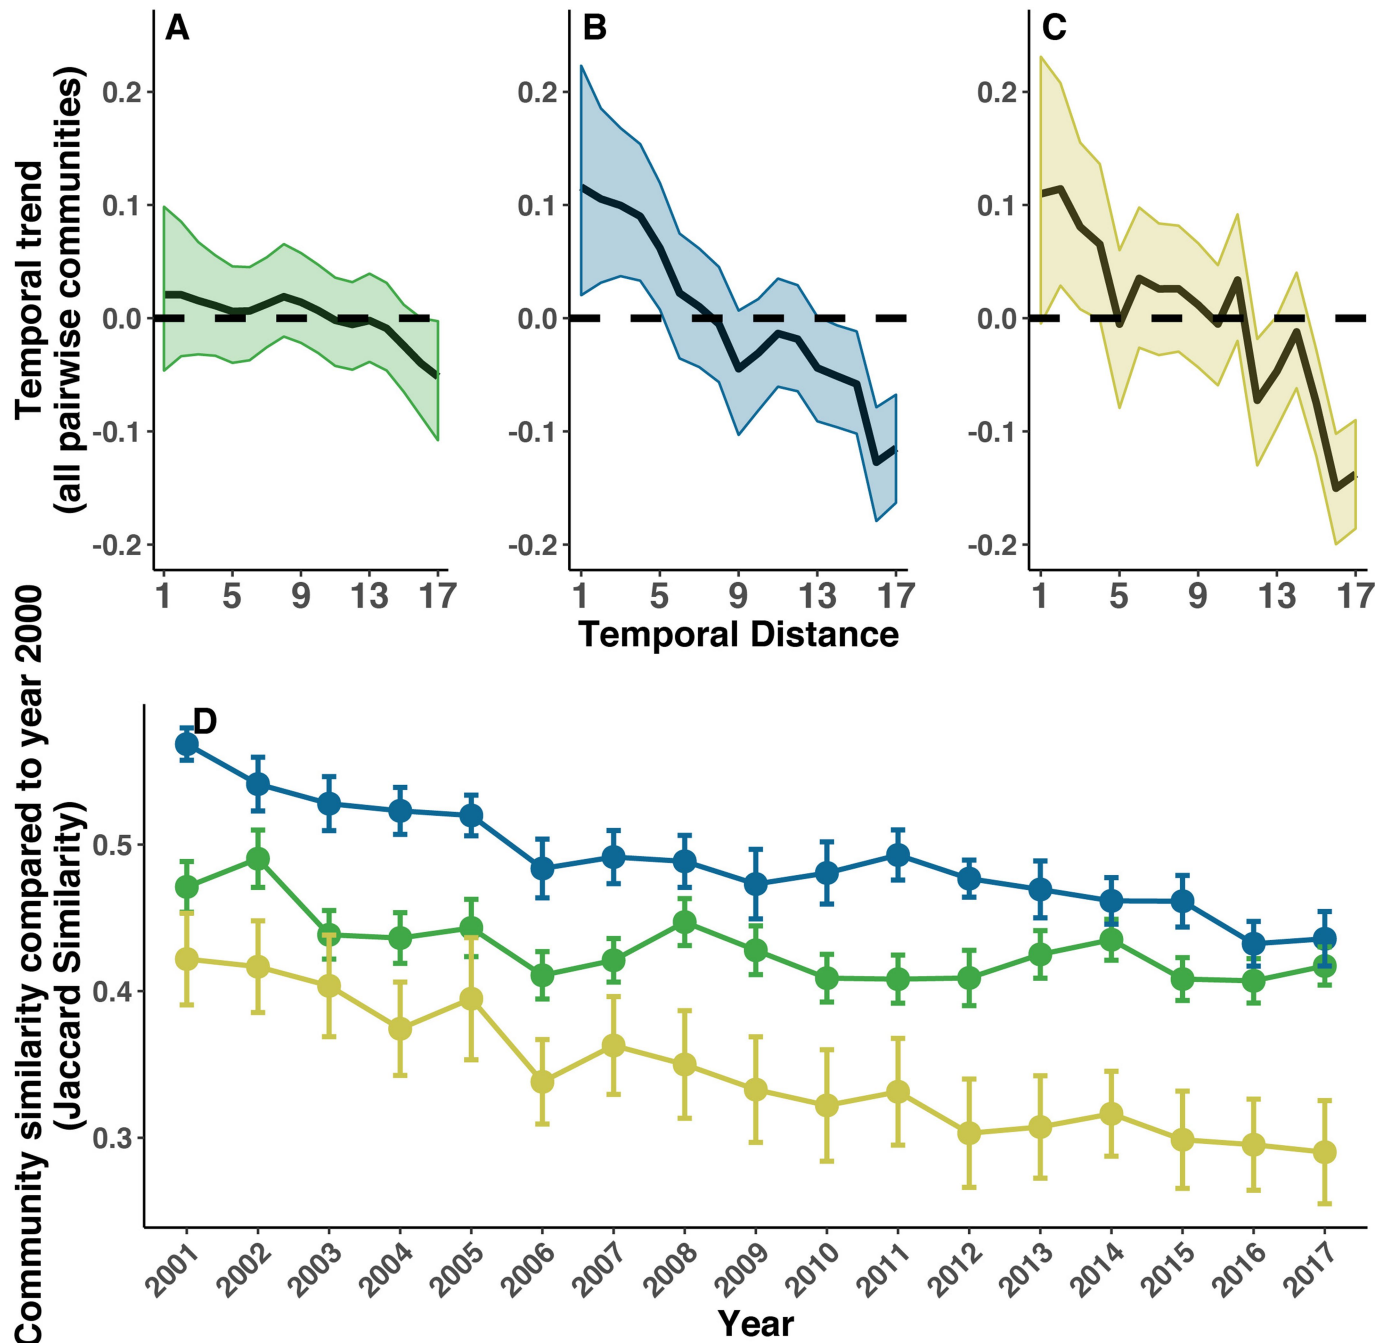 A
B
C
Temporal trend
(all pairwise communities)
0.2
0.1
0.0
-0.1
-0.2
0.2
0.1
0.0
-0.1
-0.2
0.2
0.1
0.0
-0.1
-0.2
1 5 9 13 17
1 5 9 13 17
1 5 9 13 17
Temporal Distance
D
Community similarity compared to year 2000
(Jaccard Similarity)
0.5
0.4
0.3
2001 2002 2003 2004 2005 2006 2007 2008 2009 2010 2011 2012 2013 2014 2015 2016 2017
Year